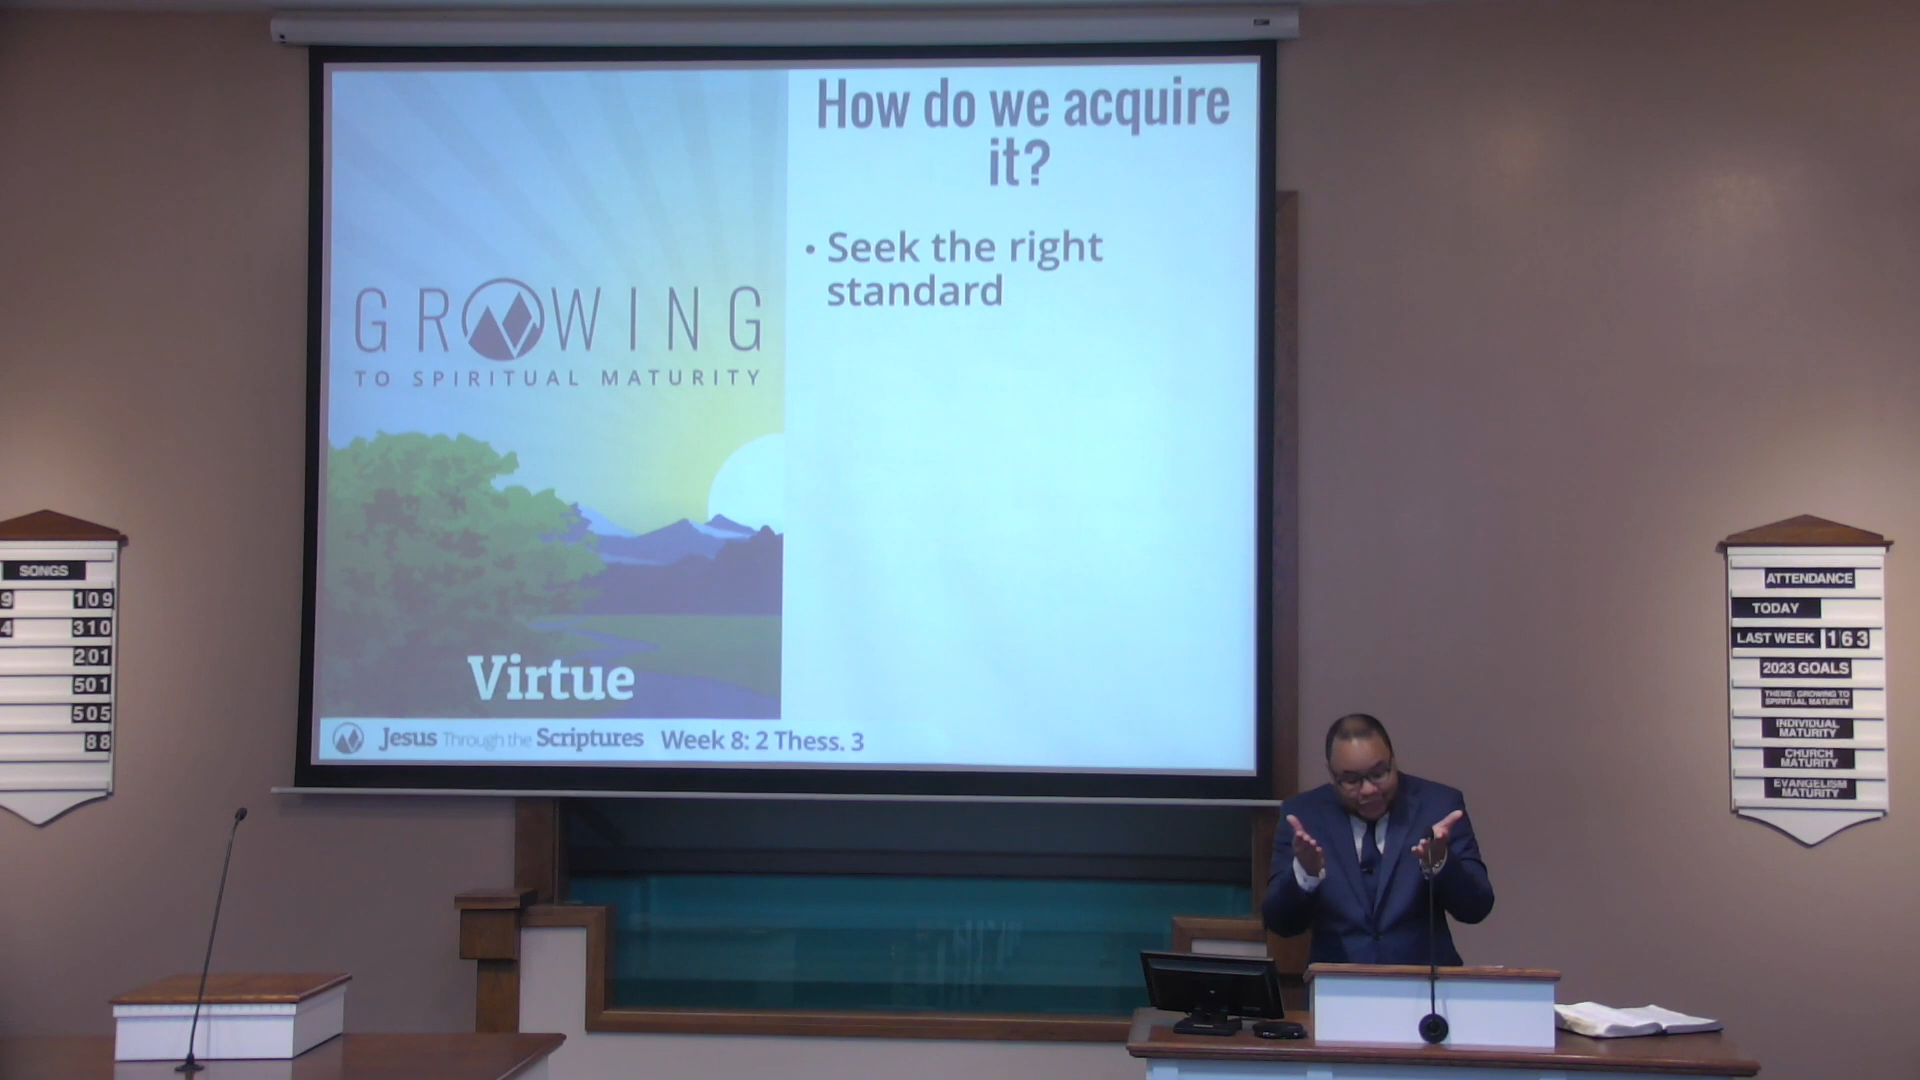 How do we acquire
it?
• Seek the right
standard
GROWING
TO SPIRITUAL MATURITY
Virtue
Jesus Through the Scriptures Week 8: 2 Thess. 3
SONGS
9 109
4 310
201
501
505
88
ATTENDANCE
TODAY
LAST WEEK 163
2023 GOALS
THEME: GROWING TO
SPIRITUAL MATURITY
INDIVIDUAL
MATURITY
CHURCH
MATURITY
EVANGELISM
MATURITY